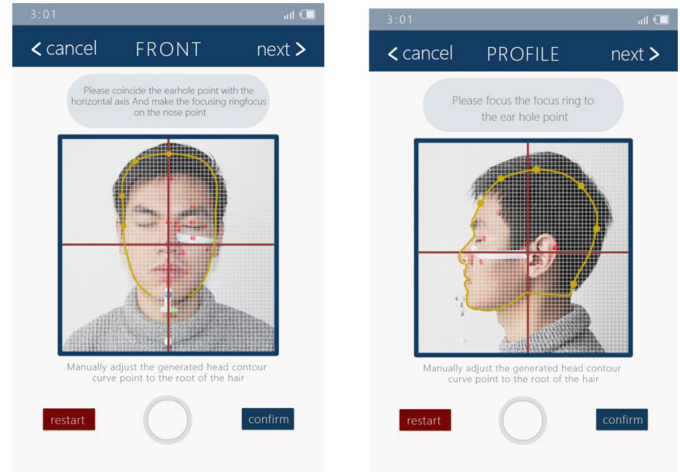 3:01
< cancel FRONT next >
Please coincide the earhole point with the
horizontal axis And make the focusing ringfocus
on the nose point
Manually adjust the generated head contour
curve point to the root of the hair
restart
confirm
3:01
< cancel PROFILE next >
Please focus the focus ring to
the ear hole point
Manually adjust the generated head contour
curve point to the root of the hair
restart
confirm